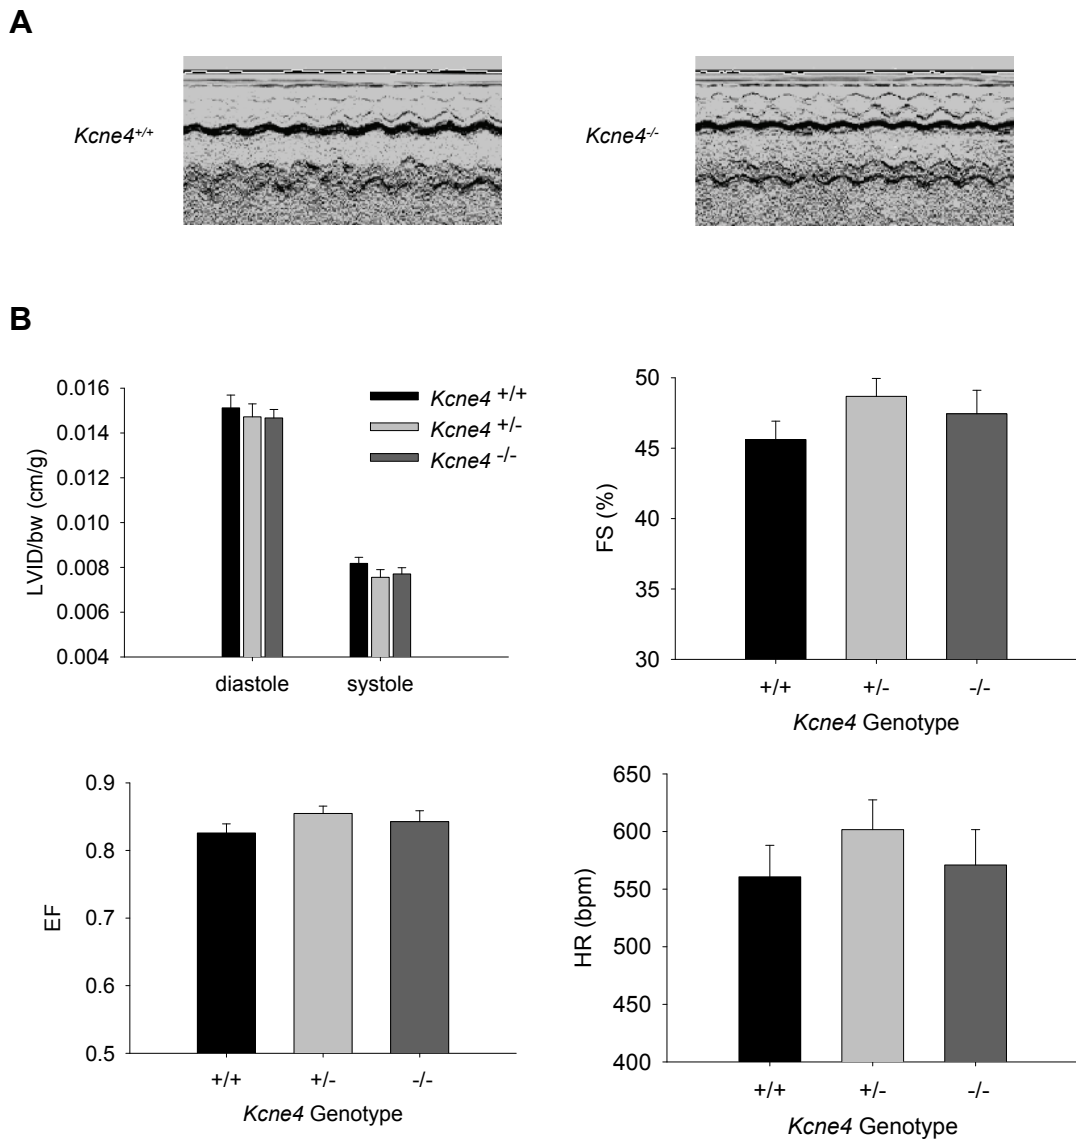 A
Kcne4+/+
Kcne4-/-
B
LVID/bw (cm/g)
0.016
0.014
0.012
0.010
0.008
0.006
0.004
diastole systole
Kcne4 +/+
Kcne4 +/-
Kcne4 -/-
FS (%)
50
45
40
35
30
+/+ +/- -/-
Kcne4 Genotype
EF
0.9
0.8
0.7
0.6
0.5
+/+ +/- -/-
Kcne4 Genotype
HR (bpm)
650
600
550
500
450
400
+/+ +/- -/-
Kcne4 Genotype